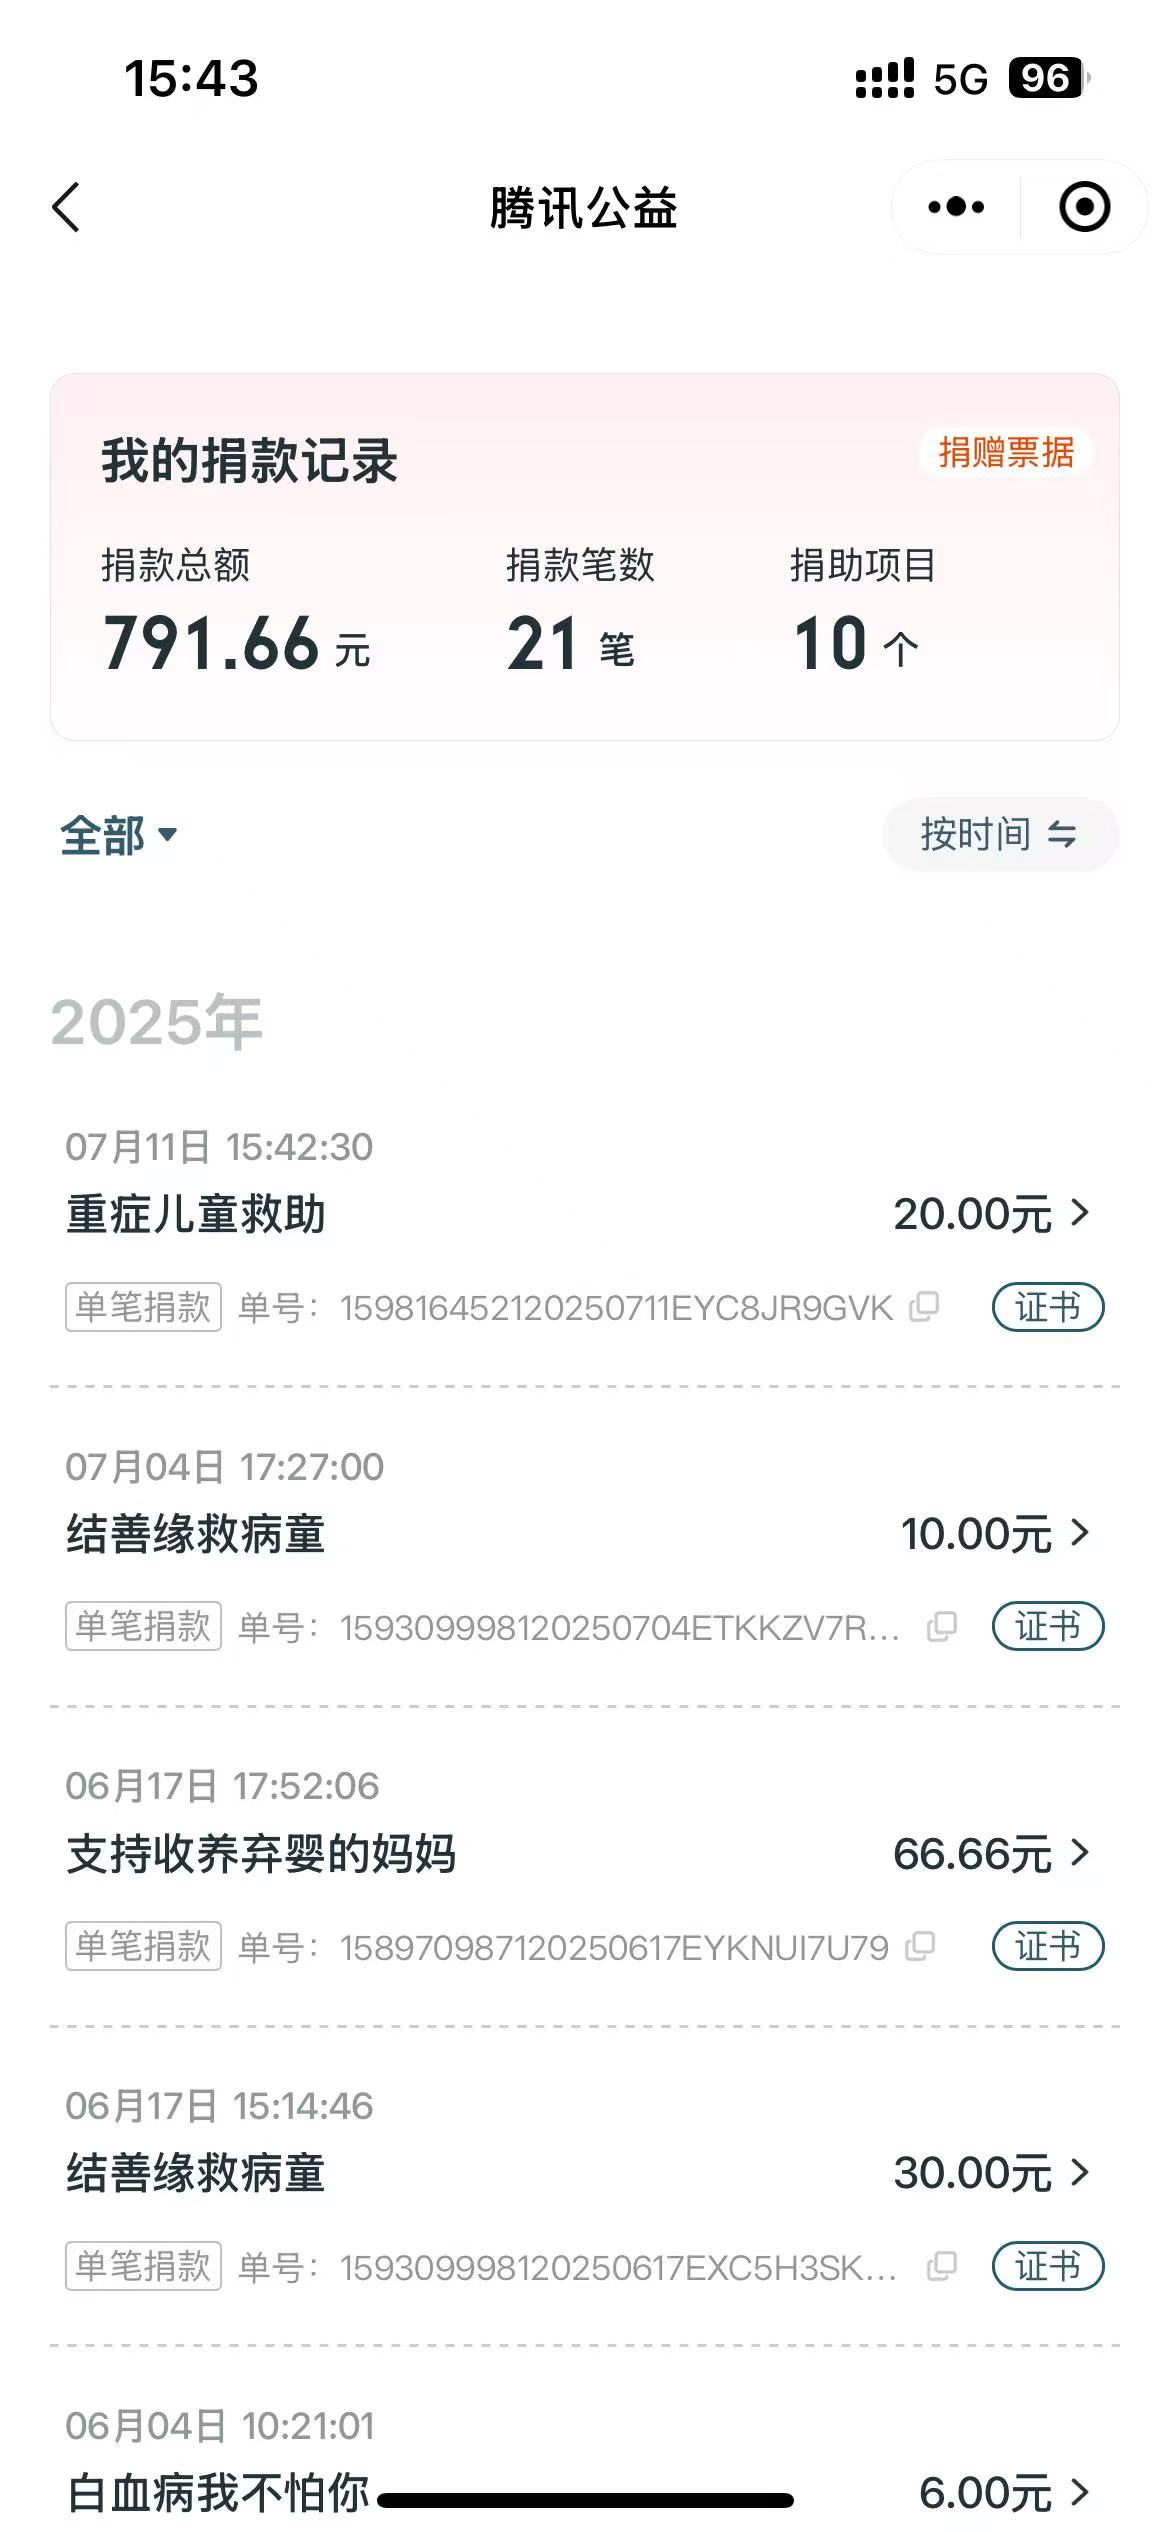 15:43 5G 96
腾讯公益
我的捐款记录 捐赠票据
捐款总额 捐款笔数 捐助项目
791.66 元 21 笔 10 个
全部 按时间
2025年
07月11日 15:42:30
重症儿童救助 20.00元
单笔捐款 单号： 159816452120250711EYC8JR9GVK 证书
07月04日 17:27:00
结善缘救病童 10.00元
单笔捐款 单号： 159309998120250704ETKKZV7R... 证书
06月17日 17:52:06
支持收养弃婴的妈妈 66.66元
单笔捐款 单号： 158970987120250617EYKNUI7U79 证书
06月17日 15:14:46
结善缘救病童 30.00元
单笔捐款 单号： 159309998120250617EXC5H3SK... 证书
06月04日 10:21:01
白血病我不怕你 6.00元